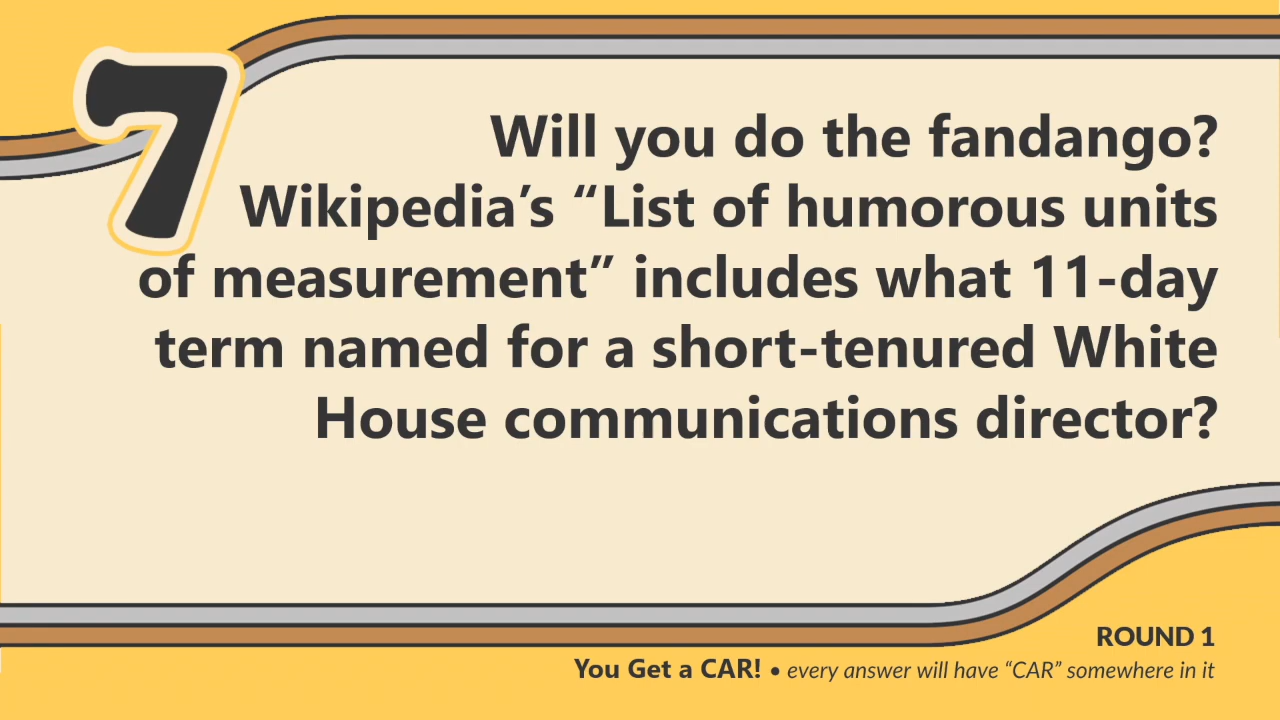 7
Will you do the fandango?
Wikipedia’s “List of humorous units
of measurement” includes what 11-day
term named for a short-tenured White
House communications director?
ROUND 1
You Get a CAR! • every answer will have “CAR” somewhere in it